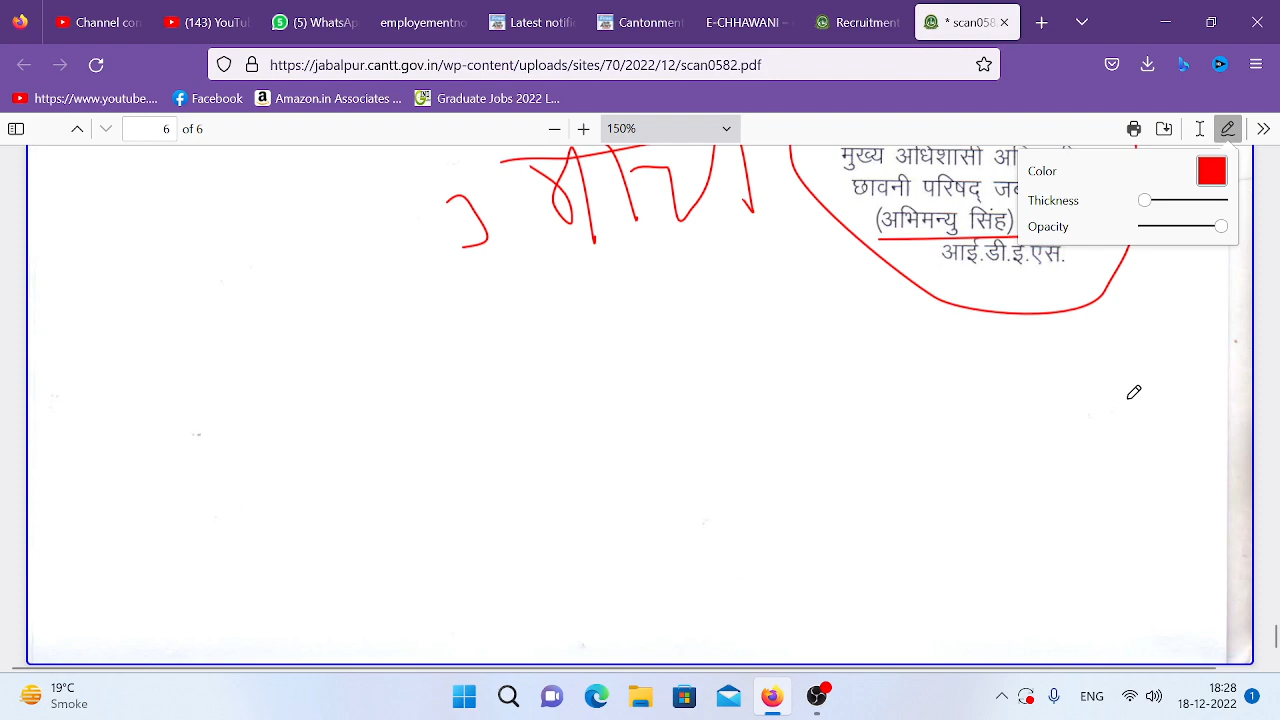 Channel con
(143) YouTu
(5) WhatsAp
employmentno
Latest notifi
Cantonment
E-CHHAWANI -
Recruitment
* scan058
https://jabalpur.cantt.gov.in/wp-content/uploads/sites/70/2022/12/scan0582.pdf
https://www.youtube....
Facebook
Amazon.in Associates ...
Graduate Jobs 2022 I...
6 of 6
150%
Color
Thickness
Opacity
मुख्य अधिशासी अधि
छावनी परिषद् जब
(अभिमन्यु सिंह)
आई.डी.इ.एस.
19°C
Smoke
ENG
18:28
18-12-2022
1